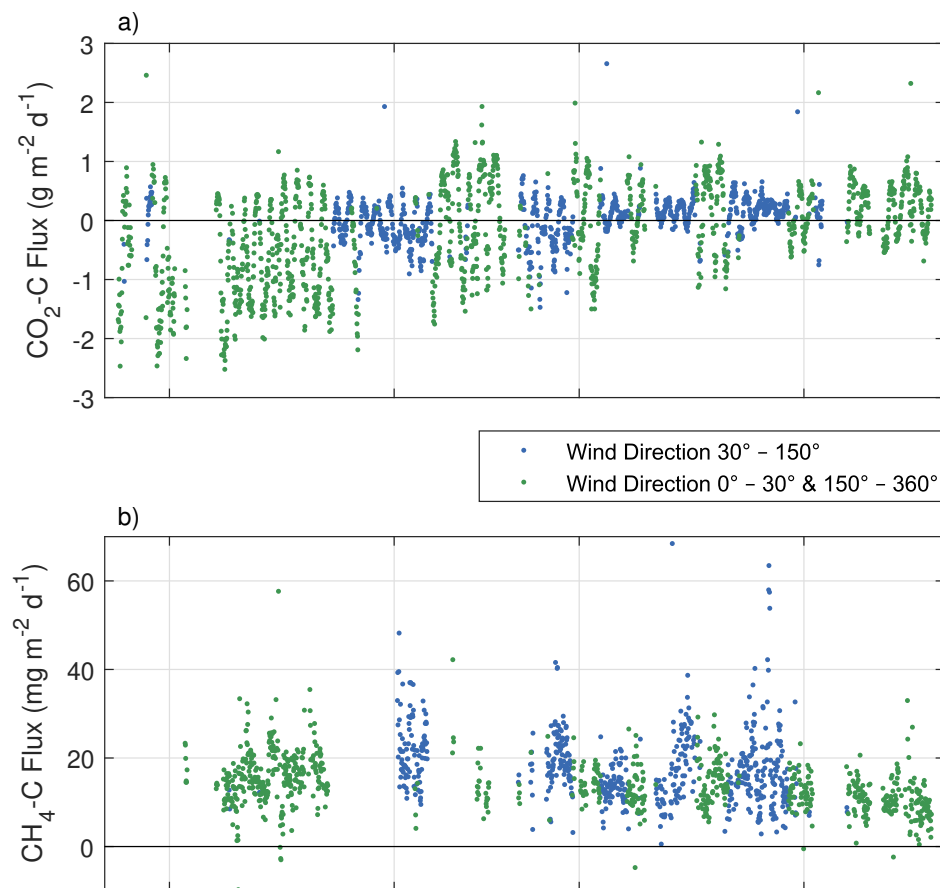 a)
3
2
1
0
-1
-2
-3
CO2-C Flux (g m-2 d-1)
Wind Direction 30° – 150°
Wind Direction 0° – 30° & 150° – 360°
b)
60
40
20
0
CH4-C Flux (mg m-2 d-1)